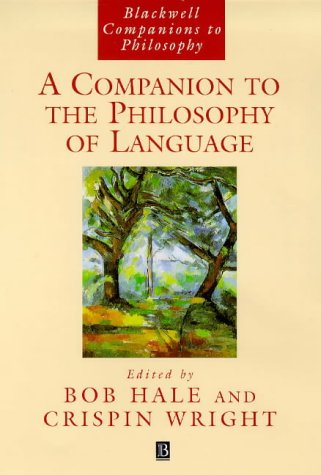 Blackwell
Companions to
Philosophy
A COMPANION TO
THE PHILOSOPHY
OF LANGUAGE
Edited by
BOB HALE AND
CRISPIN WRIGHT
B